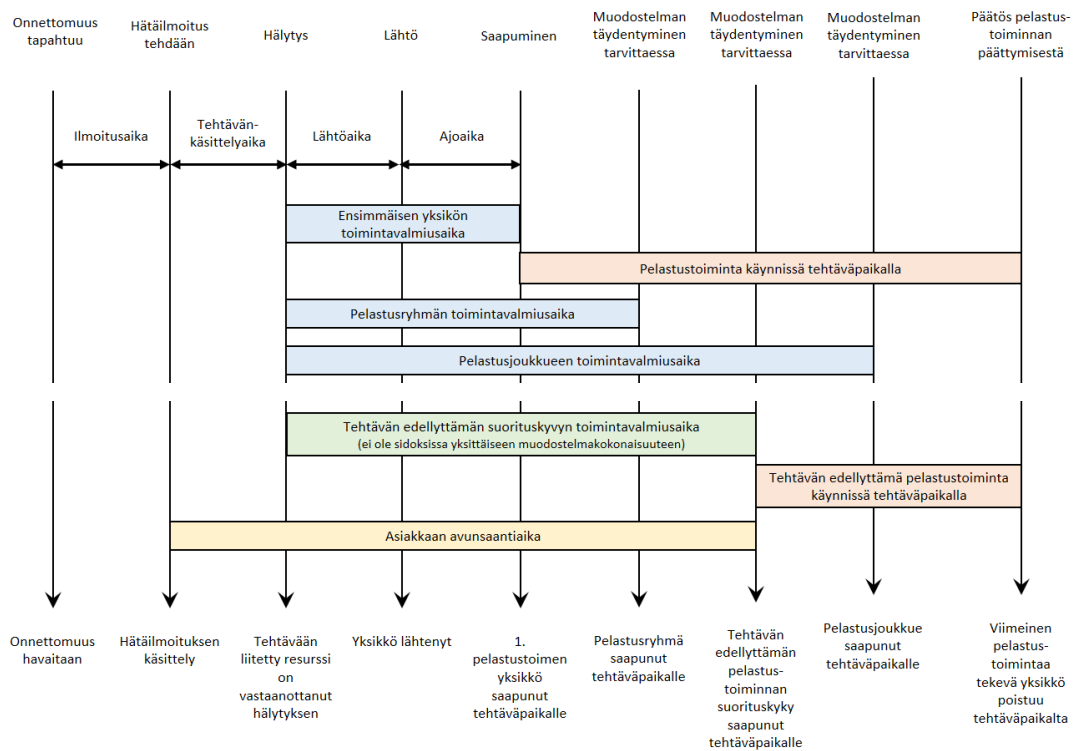 Onnettomuus
tapahtuu
Hätäilmoitus
tehdään
Hälytys
Lähtö
Saapuminen
Muodostelman
täydentyminen
tarvittaessa
Muodostelman
täydentyminen
tarvittaessa
Muodostelman
täydentyminen
tarvittaessa
Päätös pelastus-
toiminnan
päättymisestä
Ilmoitusaika
Tehtävän-
käsittelyaika
Lähtöaika
Ajoaika
Ensimmäisen yksikön
toimintavalmiusaika
Pelastustoiminta käynnissä tehtäväpaikalla
Pelastusryhmän toimintavalmiusaika
Pelastusjoukkueen toimintavalmiusaika
Tehtävän edellyttämän suorituskyvyn toimintavalmiusaika
(ei ole sidoksissa yksittäiseen muodostelmakokonaisuuteen)
Tehtävän edellyttämä pelastustoiminta
käynnissä tehtäväpaikalla
Asiakkaan avunsaantiaika
Onnettomuus
havaitaan
Hätäilmoituksen
käsittely
Tehtävään
liitetty resurssi
on
vastaanottanut
hälytyksen
Yksikkö lähtenyt
1.
pelastustoimen
yksikkö
saapunut
tehtäväpaikalle
Pelastusryhmä
saapunut
tehtäväpaikalle
Tehtävän
edellyttämän
pelastus-
toiminnan
suorituskyky
saapunut
tehtäväpaikalle
Pelastusjoukkue
saapunut
tehtäväpaikalle
Viimeinen
pelastus-
toimintaa
tekevä yksikkö
poistuu
tehtäväpaikalta